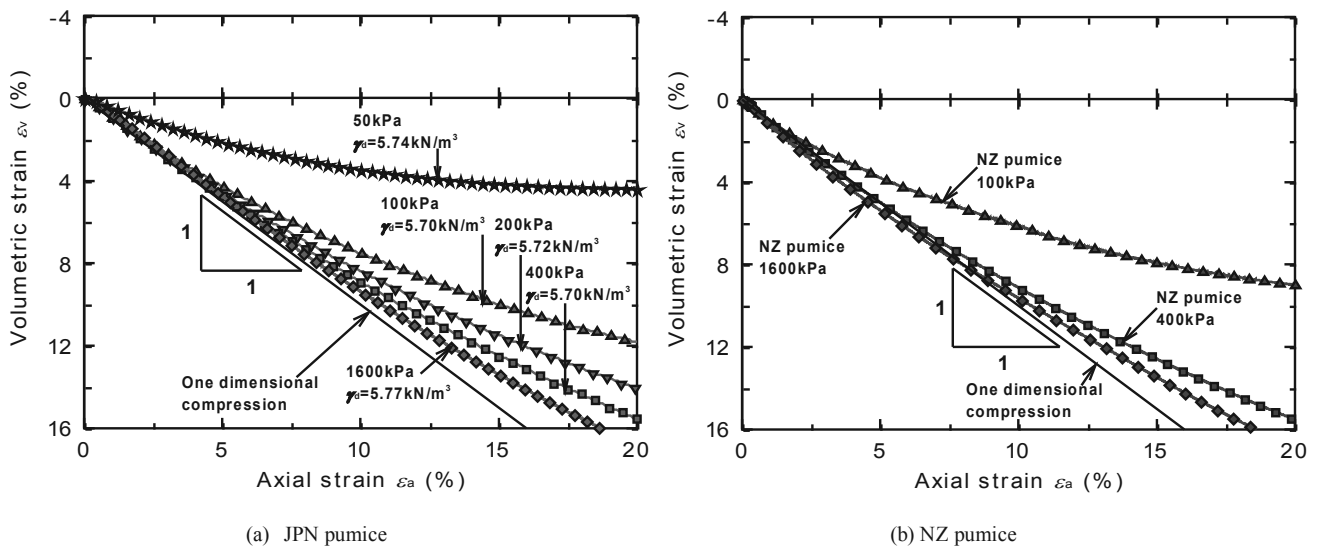 -4
0
4
8
12
16
Volumetric strain εv (%)
50kPa
γd=5.74kN/m³
100kPa
γd=5.70kN/m³
200kPa
γd=5.72kN/m³
400kPa
γd=5.70kN/m³
1
1
One dimensional
compression
1600kPa
γd=5.77kN/m³
0
5
10
15
20
Axial strain εa (%)
(a) JPN pumice
-4
0
4
8
12
16
Volumetric strain εv (%)
NZ pumice
100kPa
NZ pumice
1600kPa
1
1
NZ pumice
400kPa
One dimensional
compression
0
5
10
15
20
Axial strain εa (%)
(b) NZ pumice